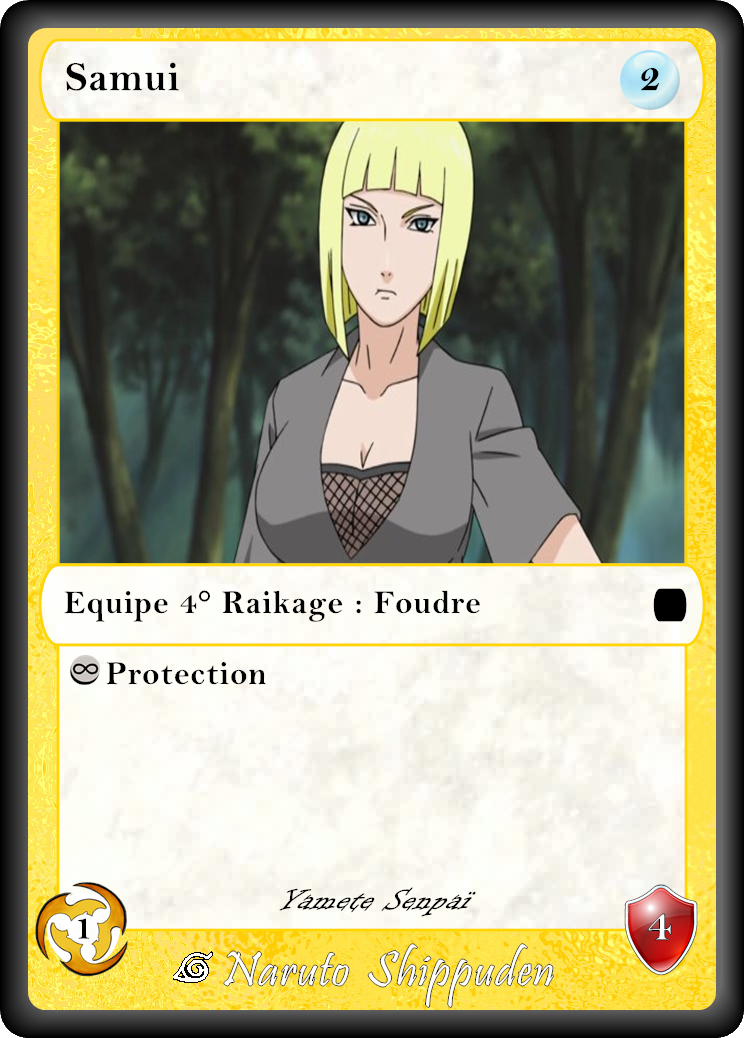 Samui
2
Equipe 4° Raikage : Foudre
∞ Protection
Yamete Senpaï
1
4
Naruto Shippuden